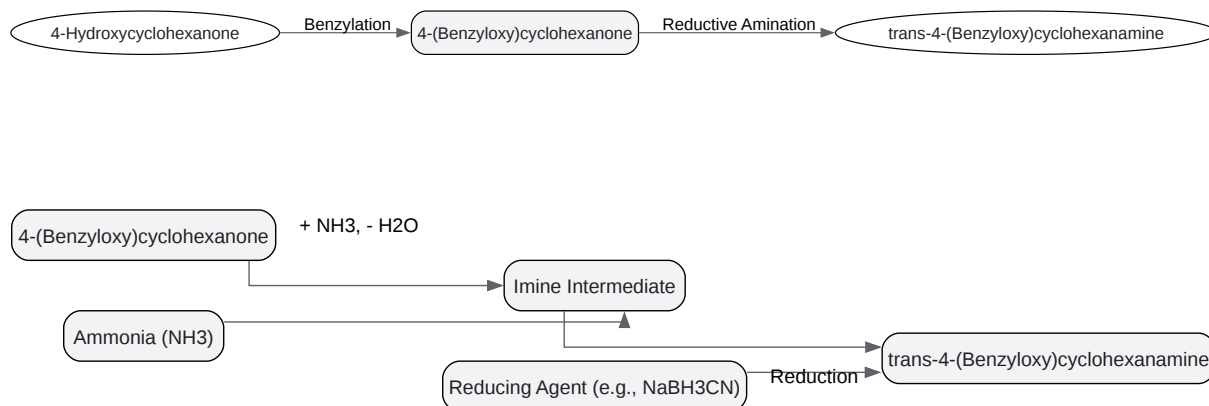 4-Hydroxycyclohexanone
Benzylation
4-(Benzyloxy)cyclohexanone
Reductive Amination
trans-4-(Benzyloxy)cyclohexanamine
4-(Benzyloxy)cyclohexanone
+ NH3, - H2O
Imine Intermediate
Ammonia (NH3)
trans-4-(Benzyloxy)cyclohexanamine
Reducing Agent (e.g., NaBH3CN)
Reduction